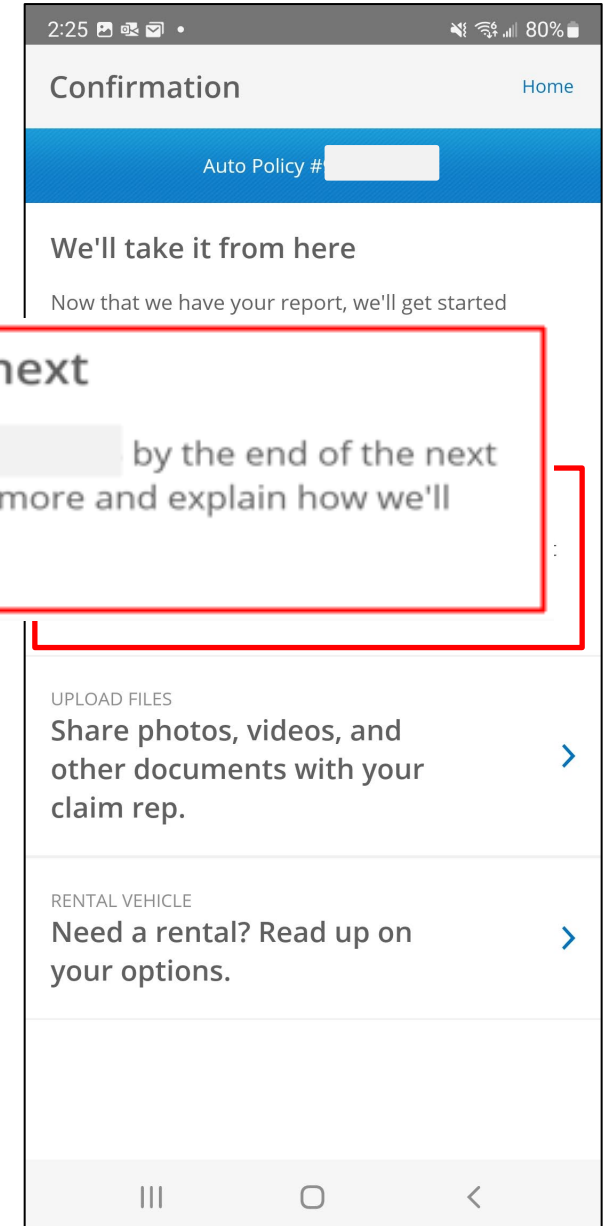 2:25 80%
Confirmation Home
Auto Policy #
We'll take it from here
Now that we have your report, we'll get started
next
by the end of the next
more and explain how we'll
UPLOAD FILES
Share photos, videos, and
other documents with your
claim rep.
RENTAL VEHICLE
Need a rental? Read up on
your options.